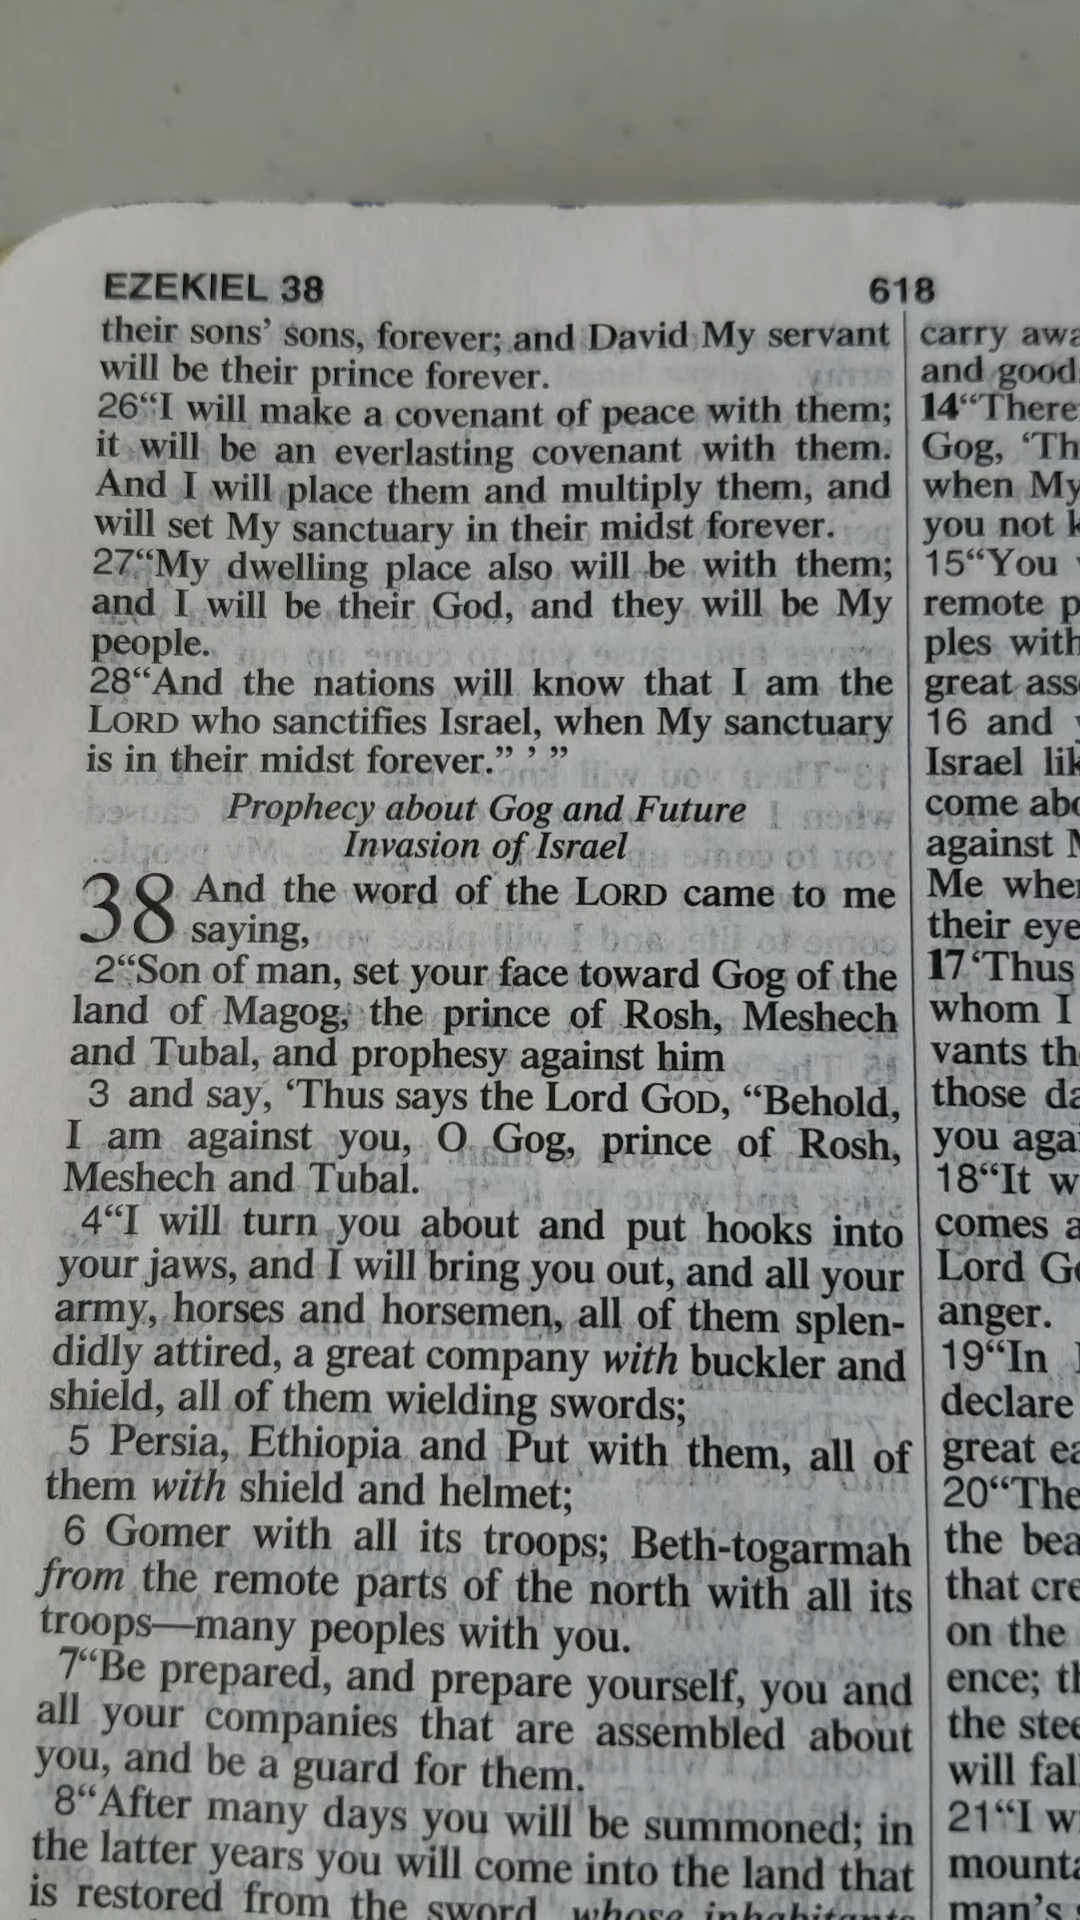 EZEKIEL 38
618
their sons’ sons, forever; and David My servant
will be their prince forever.
26“I will make a covenant of peace with them;
it will be an everlasting covenant with them.
And I will place them and multiply them, and
will set My sanctuary in their midst forever.
27“My dwelling place also will be with them;
and I will be their God, and they will be My
people.
28“And the nations will know that I am the
LORD who sanctifies Israel, when My sanctuary
is in their midst forever.” ’ ”
Prophecy about Gog and Future
Invasion of Israel
38 And the word of the LORD came to me
saying,
2“Son of man, set your face toward Gog of the
land of Magog, the prince of Rosh, Meshech
and Tubal, and prophesy against him
3 and say, ‘Thus says the Lord GOD, “Behold,
I am against you, O Gog, prince of Rosh,
Meshech and Tubal.
4“I will turn you about and put hooks into
your jaws, and I will bring you out, and all your
army, horses and horsemen, all of them splen-
didly attired, a great company with buckler and
shield, all of them wielding swords;
5 Persia, Ethiopia and Put with them, all of
them with shield and helmet;
6 Gomer with all its troops; Beth-togarmah
from the remote parts of the north with all its
troops—many peoples with you.
7“Be prepared, and prepare yourself, you and
all your companies that are assembled about
you, and be a guard for them.
8“After many days you will be summoned; in
the latter years you will come into the land that
is restored from the sword, whose inhabitants
carry
and good
14“There
Gog,
when My
you not
15“You
remote
ples with
great
16 and
Israel
come
against
Me
their
17‘Thus
whom I
vants
those
you
18“It
comes
Lord
anger.
19“In
declare
great
20“The
the
that
on the
ence;
the
will
21“I
man’s